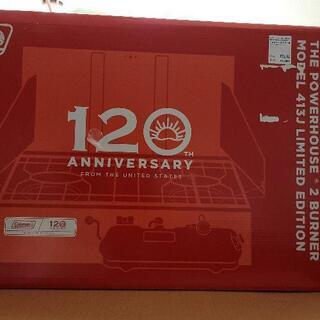 120TH
ANNIVERSARY
FROM THE UNITED STATES
THE POWERHOUSE® 2 BURNER
MODEL 413J LIMITED EDITION
Coleman
120